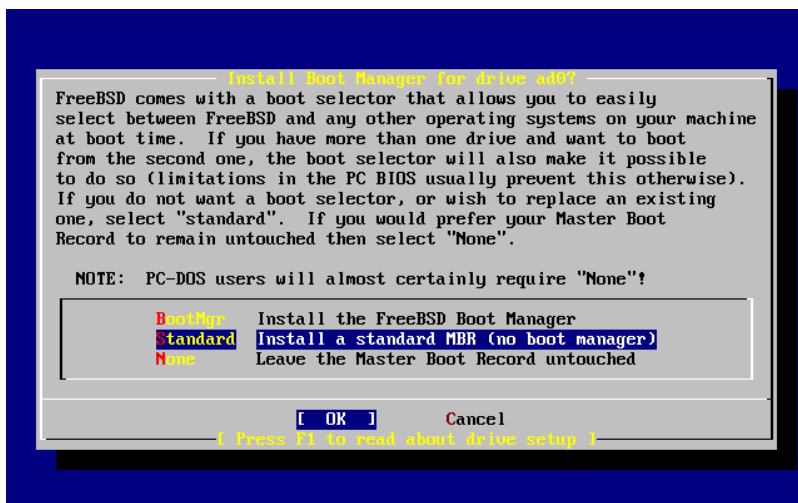 Install Boot Manager for drive ad0?
FreeBSD comes with a boot selector that allows you to easily
select between FreeBSD and any other operating systems on your machine
at boot time.  If you have more than one drive and want to boot
from the second one, the boot selector will also make it possible
to do so (limitations in the PC BIOS usually prevent this otherwise).
If you do not want a boot selector, or wish to replace an existing
one, select "standard".  If you would prefer your Master Boot
Record to remain untouched then select "None".
NOTE:  PC-DOS users will almost certainly require "None"!
BootMgr  Install the FreeBSD Boot Manager
Standard  Install a standard MBR (no boot manager)
None  Leave the Master Boot Record untouched
[  OK  ]  Cancel
[ Press F1 to read about drive setup ]